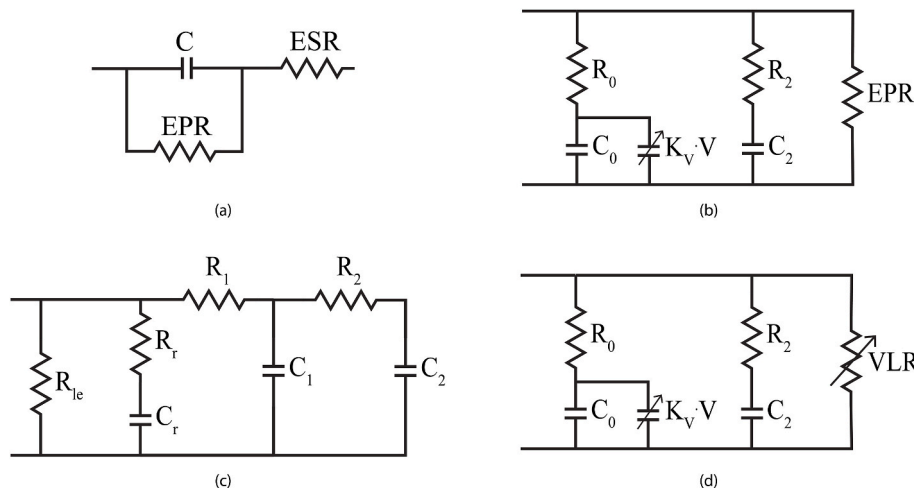 C
ESR
EPR
(a)
R₀
R₂
EPR
C₀
Kᵥ·V
C₂
(b)
R₁
R₂
Rᵣ
Rₗₑ
C₁
C₂
Cᵣ
(c)
R₀
R₂
VLR
C₀
Kᵥ·V
C₂
(d)